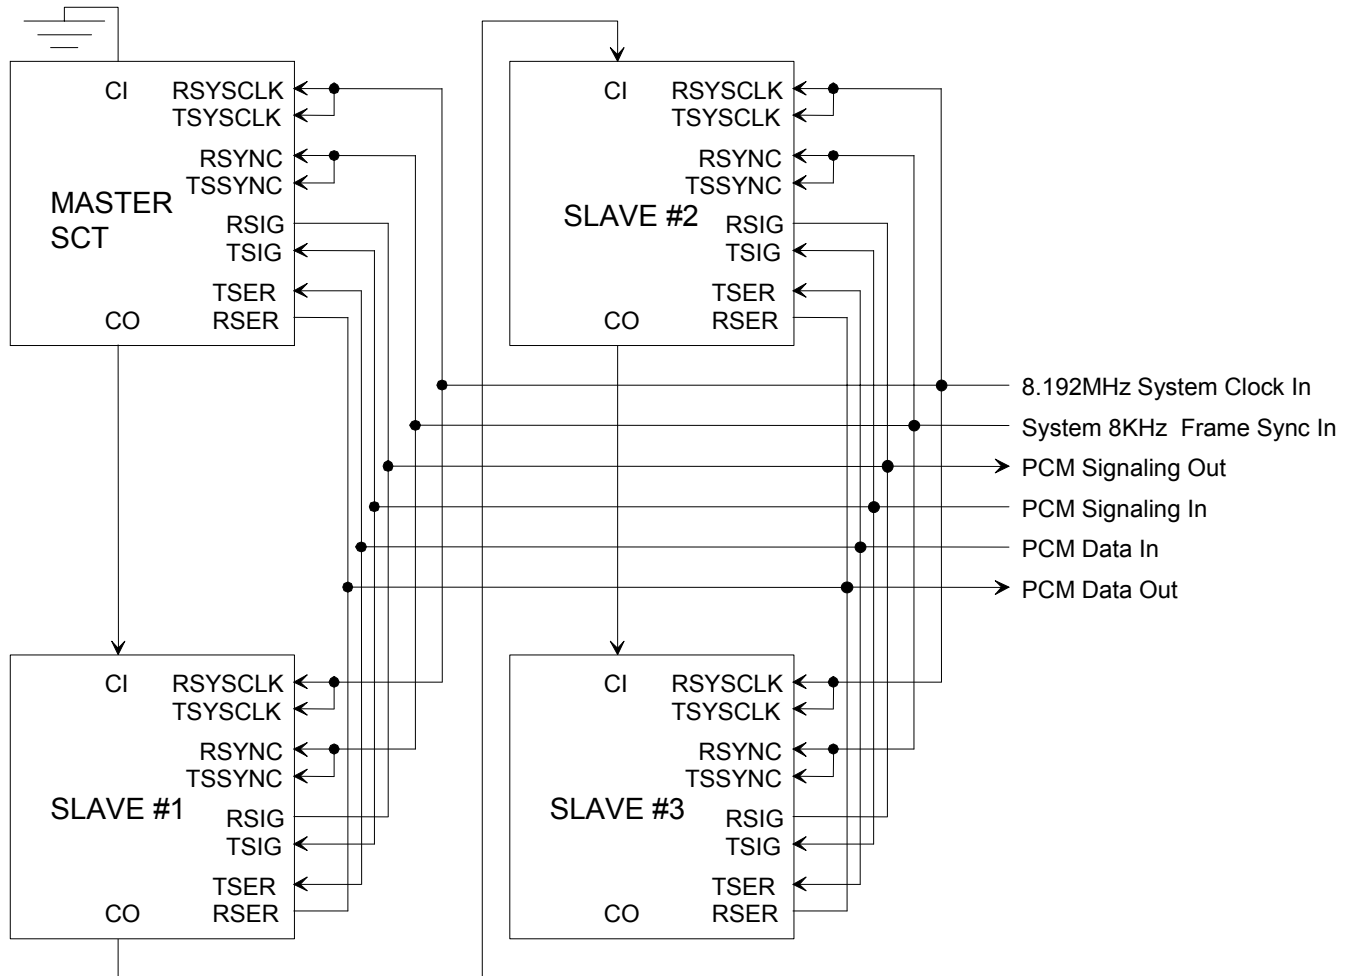 CI RSYSCLK
TSYSCLK
RSYNC
TSSYNC
MASTER
SCT
RSIG
TSIG
TSER
CO RSER
CI RSYSCLK
TSYSCLK
RSYNC
TSSYNC
SLAVE #2
RSIG
TSIG
TSER
CO RSER
8.192MHz System Clock In
System 8KHz Frame Sync In
PCM Signaling Out
PCM Signaling In
PCM Data In
PCM Data Out
CI RSYSCLK
TSYSCLK
RSYNC
TSSYNC
SLAVE #1
RSIG
TSIG
TSER
CO RSER
CI RSYSCLK
TSYSCLK
RSYNC
TSSYNC
SLAVE #3
RSIG
TSIG
TSER
CO RSER